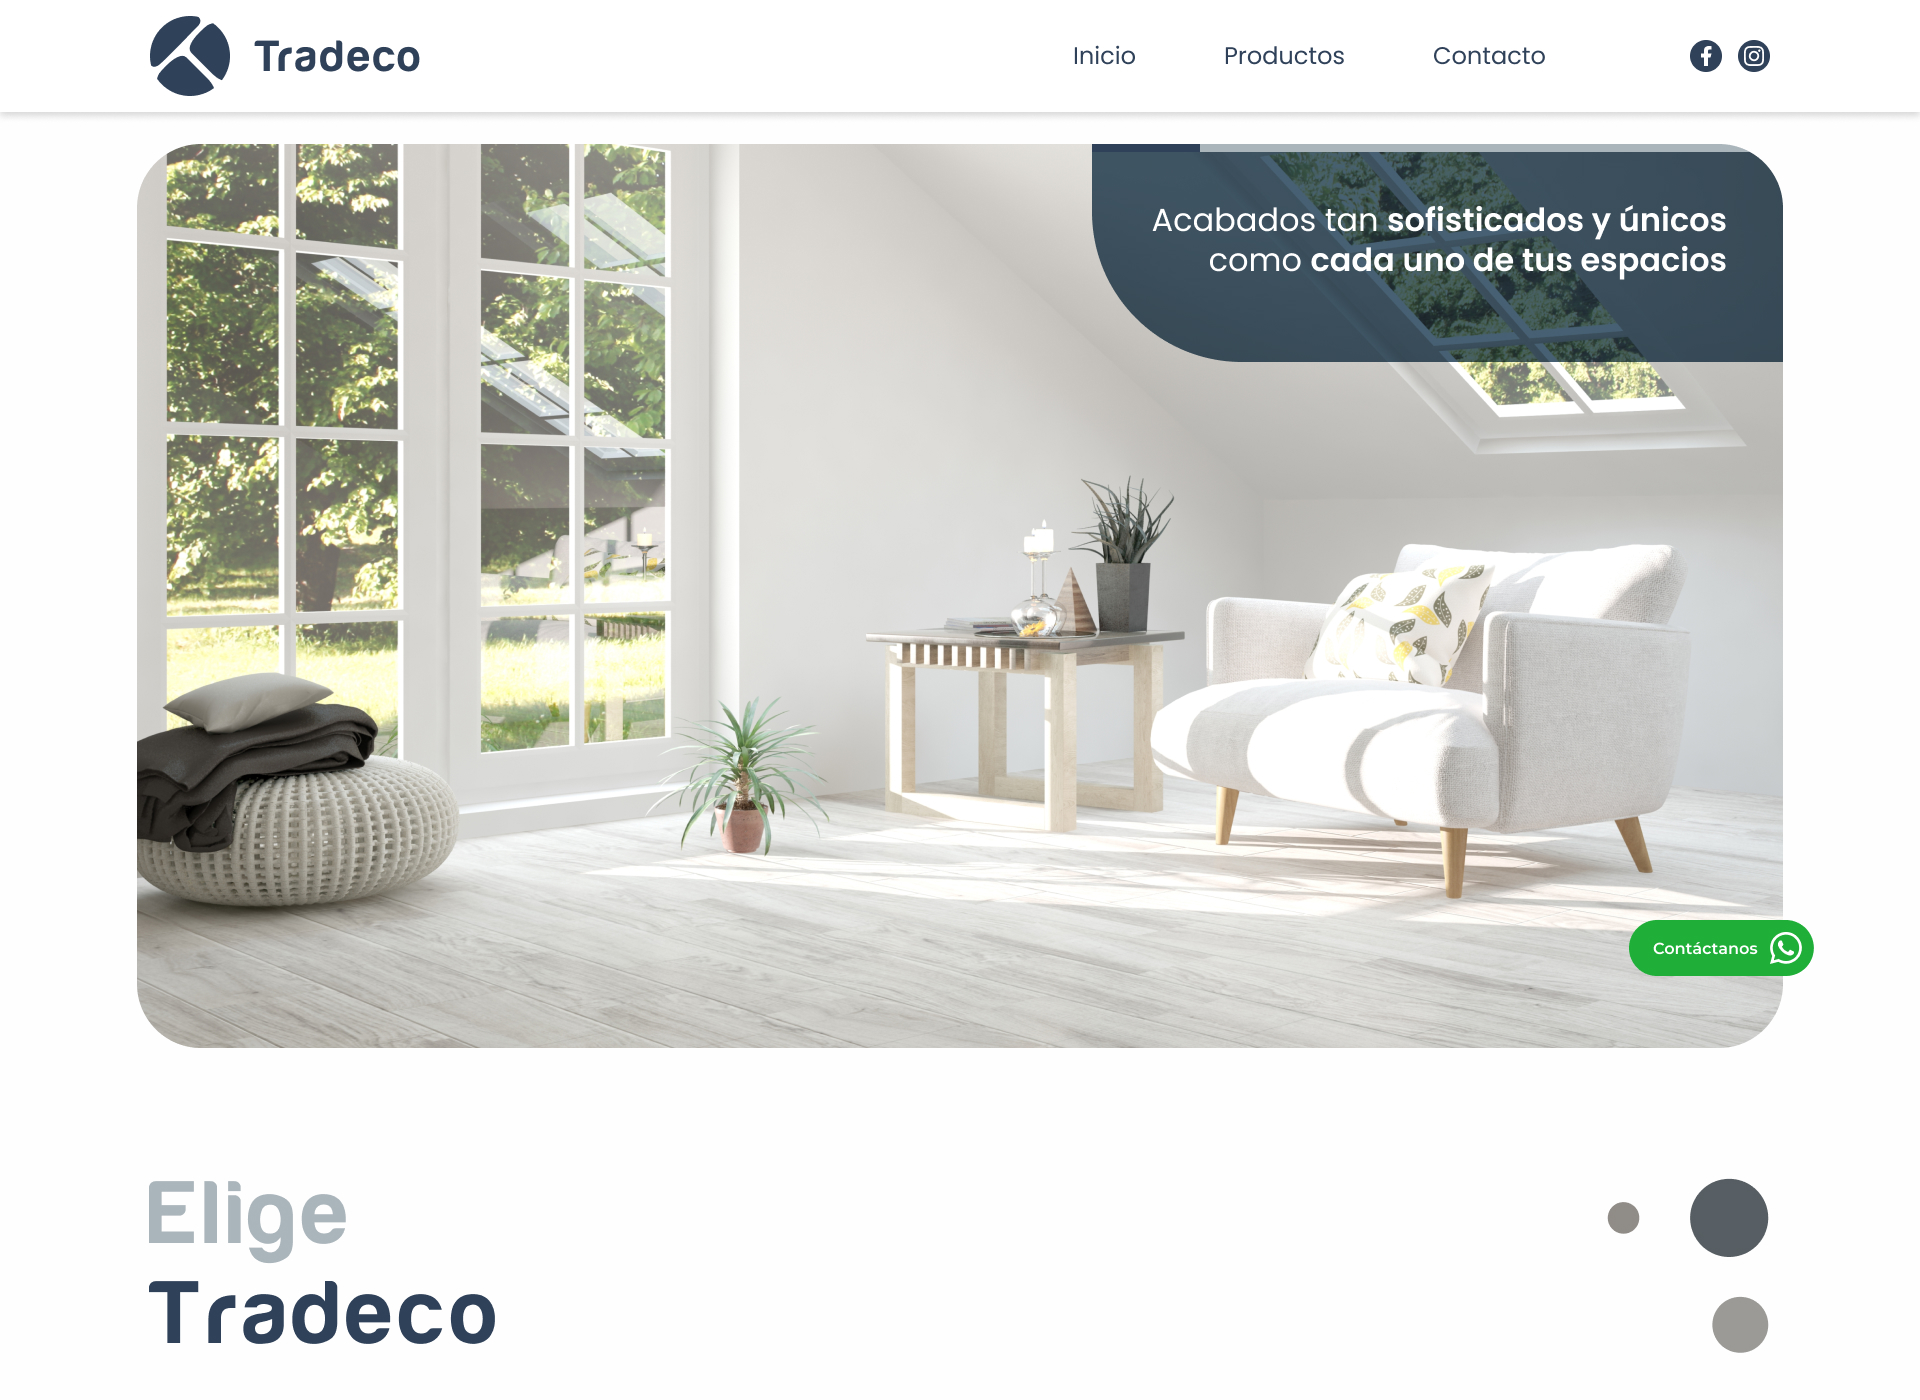 Tradeco
Inicio
Productos
Contacto
Acabados tan sofisticados y únicos
como cada uno de tus espacios
Contáctanos
Elige
Tradeco